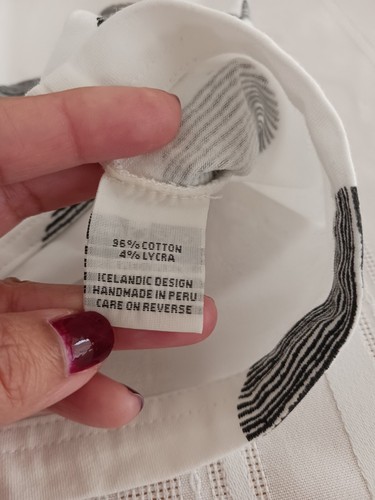 96% COTTON
4% LYCRA
ICELANDIC DESIGN
HANDMADE IN PERU
CARE ON REVERSE